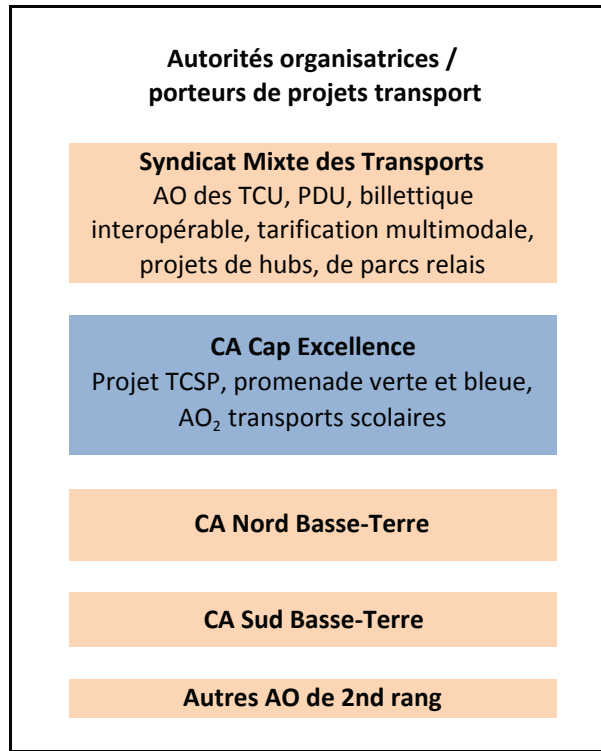 Autorités organisatrices /
porteurs de projets transport
Syndicat Mixte des Transports
AO des TCU, PDU, billettique
interopérable, tarification multimodale,
projets de hubs, de parcs relais
CA Cap Excellence
Projet TCSP, promenade verte et bleue,
AO₂ transports scolaires
CA Nord Basse-Terre
CA Sud Basse-Terre
Autres AO de 2nd rang